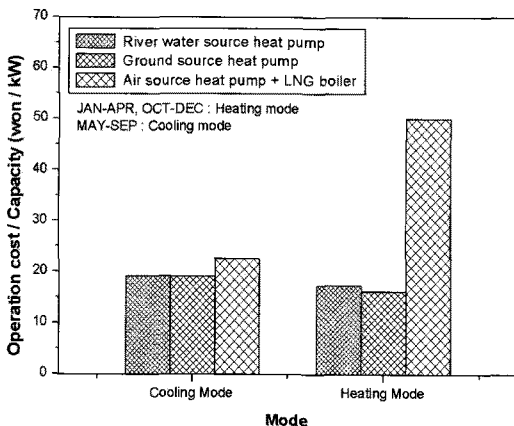 70
60
50
40
30
20
10
0
Operation cost / Capacity (won / kW)
River water source heat pump
Ground source heat pump
Air source heat pump + LNG boiler
JAN-APR, OCT-DEC : Heating mode
MAY-SEP : Cooling mode
Cooling Mode
Heating Mode
Mode